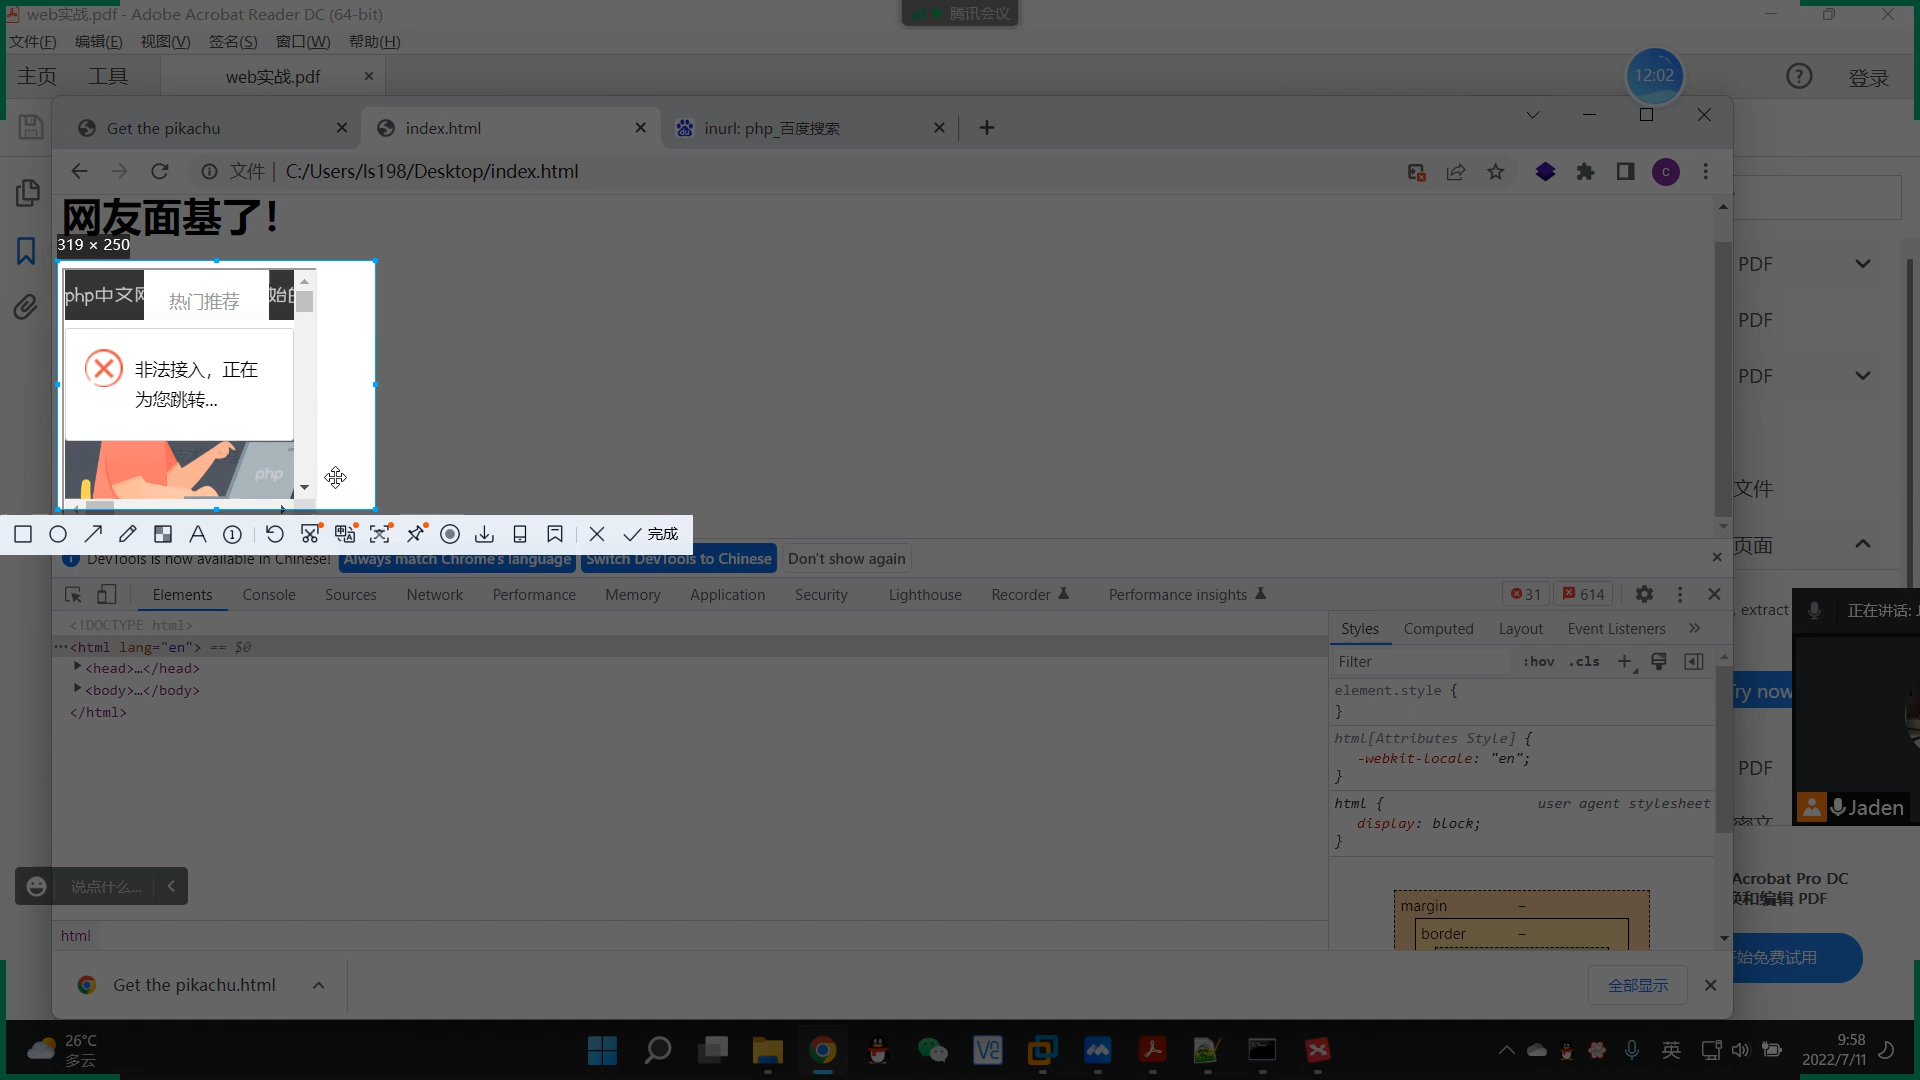 web实战.pdf - Adobe Acrobat Reader DC (64-bit)
腾讯会议
文件(F) 编辑(E) 视图(V) 签名(S) 窗口(W) 帮助(H)
主页 工具 web实战.pdf
12:02
登录
Get the pikachu
index.html
inurl: php_百度搜索
文件 C:/Users/ls198/Desktop/index.html
C
网友面基了!
319 × 250
php中文网
热门推荐
非法接入，正在
为您跳转...
php
PDF
PDF
PDF
文件
页面
完成
DevTools is now available in Chinese!
Always match Chrome's language
Switch DevTools to Chinese
Don't show again
Elements Console Sources Network Performance Memory Application Security Lighthouse Recorder Performance insights
31 614
<!DOCTYPE html>
<html lang="en"> == $0
<head>…</head>
<body>…</body>
</html>
Styles Computed Layout Event Listeners
Filter :hov .cls
element.style {
}
html[Attributes Style] {
-webkit-locale: "en";
}
html { user agent stylesheet
display: block;
}
margin –
border –
html
, extract
正在讲话: J
Try now
PDF
Jaden
Acrobat Pro DC
换和编辑 PDF
开始免费试用
说点什么...
Get the pikachu.html
全部显示
26°C
多云
英
9:58
2022/7/11